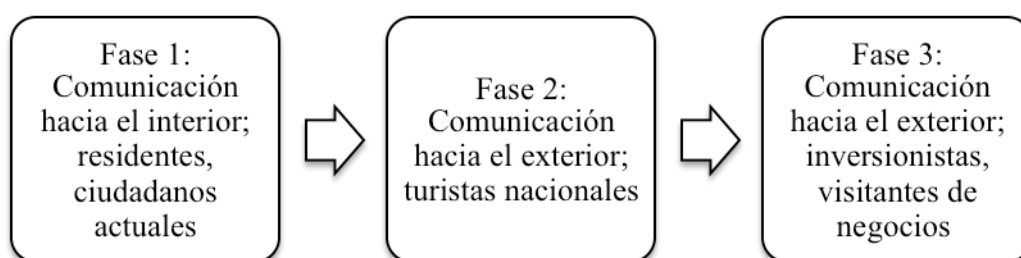 Fase 1:
Comunicación
hacia el interior;
residentes,
ciudadanos
actuales
Fase 2:
Comunicación
hacia el exterior;
turistas nacionales
Fase 3:
Comunicación
hacia el exterior;
inversionistas,
visitantes de
negocios